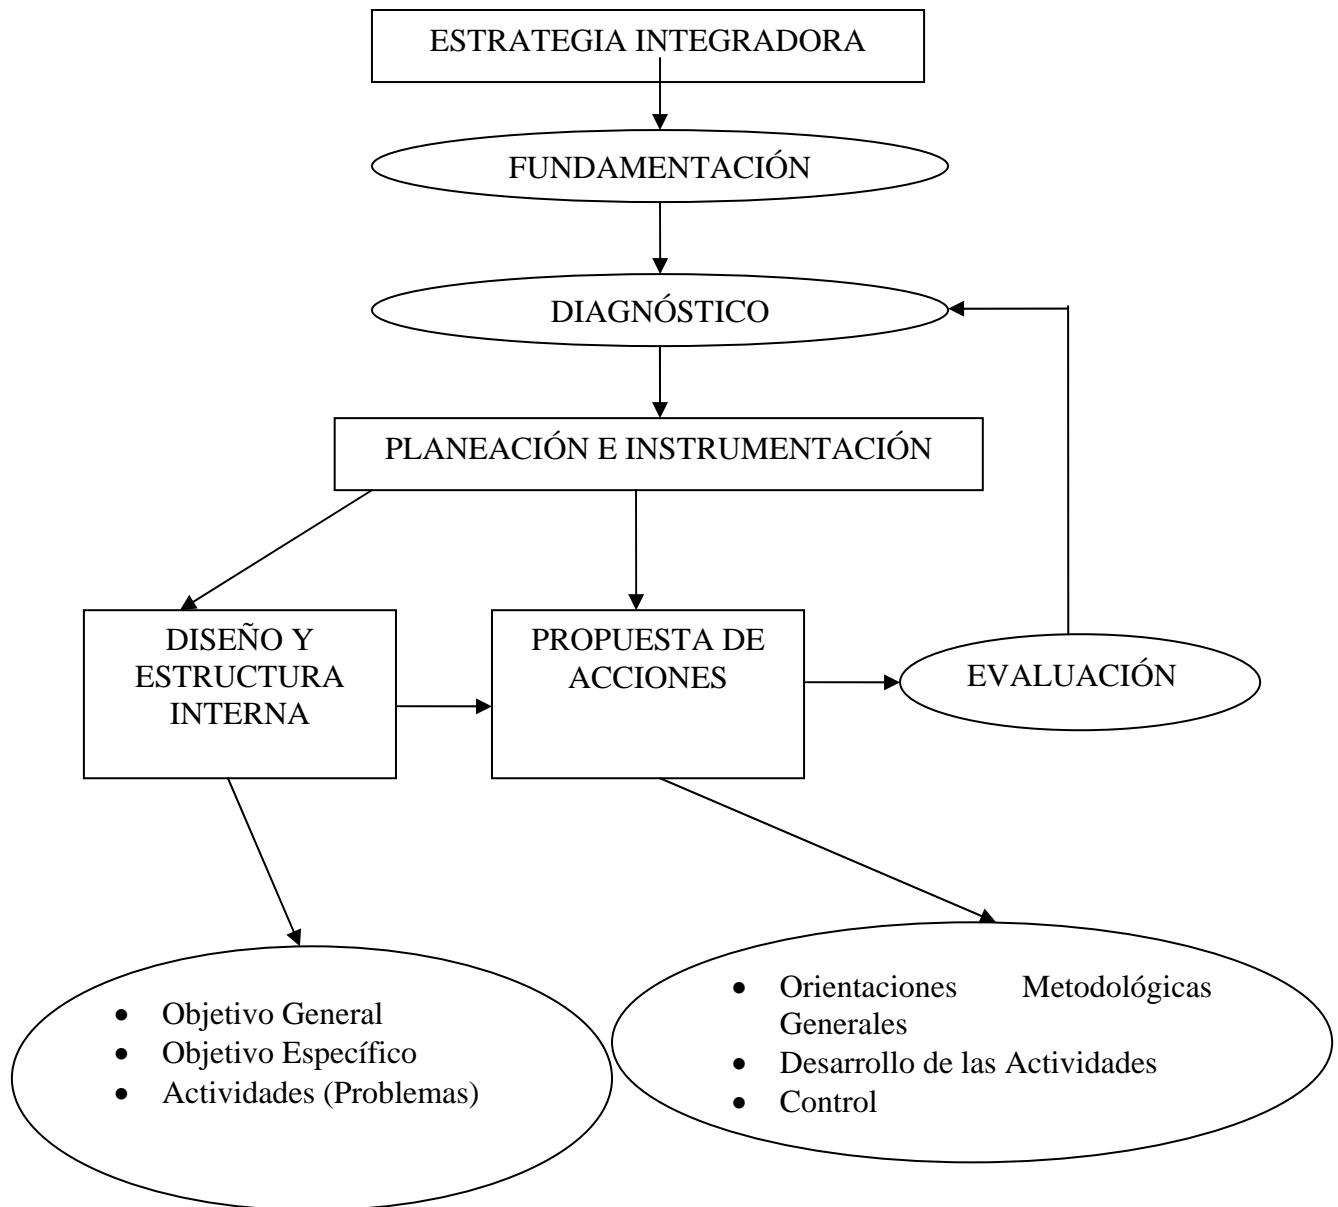 ESTRATEGIA INTEGRADORA
FUNDAMENTACIÓN
DIAGNÓSTICO
PLANEACIÓN E INSTRUMENTACIÓN
DISEÑO Y
ESTRUCTURA
INTERNA
PROPUESTA DE
ACCIONES
EVALUACIÓN
• Objetivo General
• Objetivo Específico
• Actividades (Problemas)
• Orientaciones Metodológicas
Generales
• Desarrollo de las Actividades
• Control